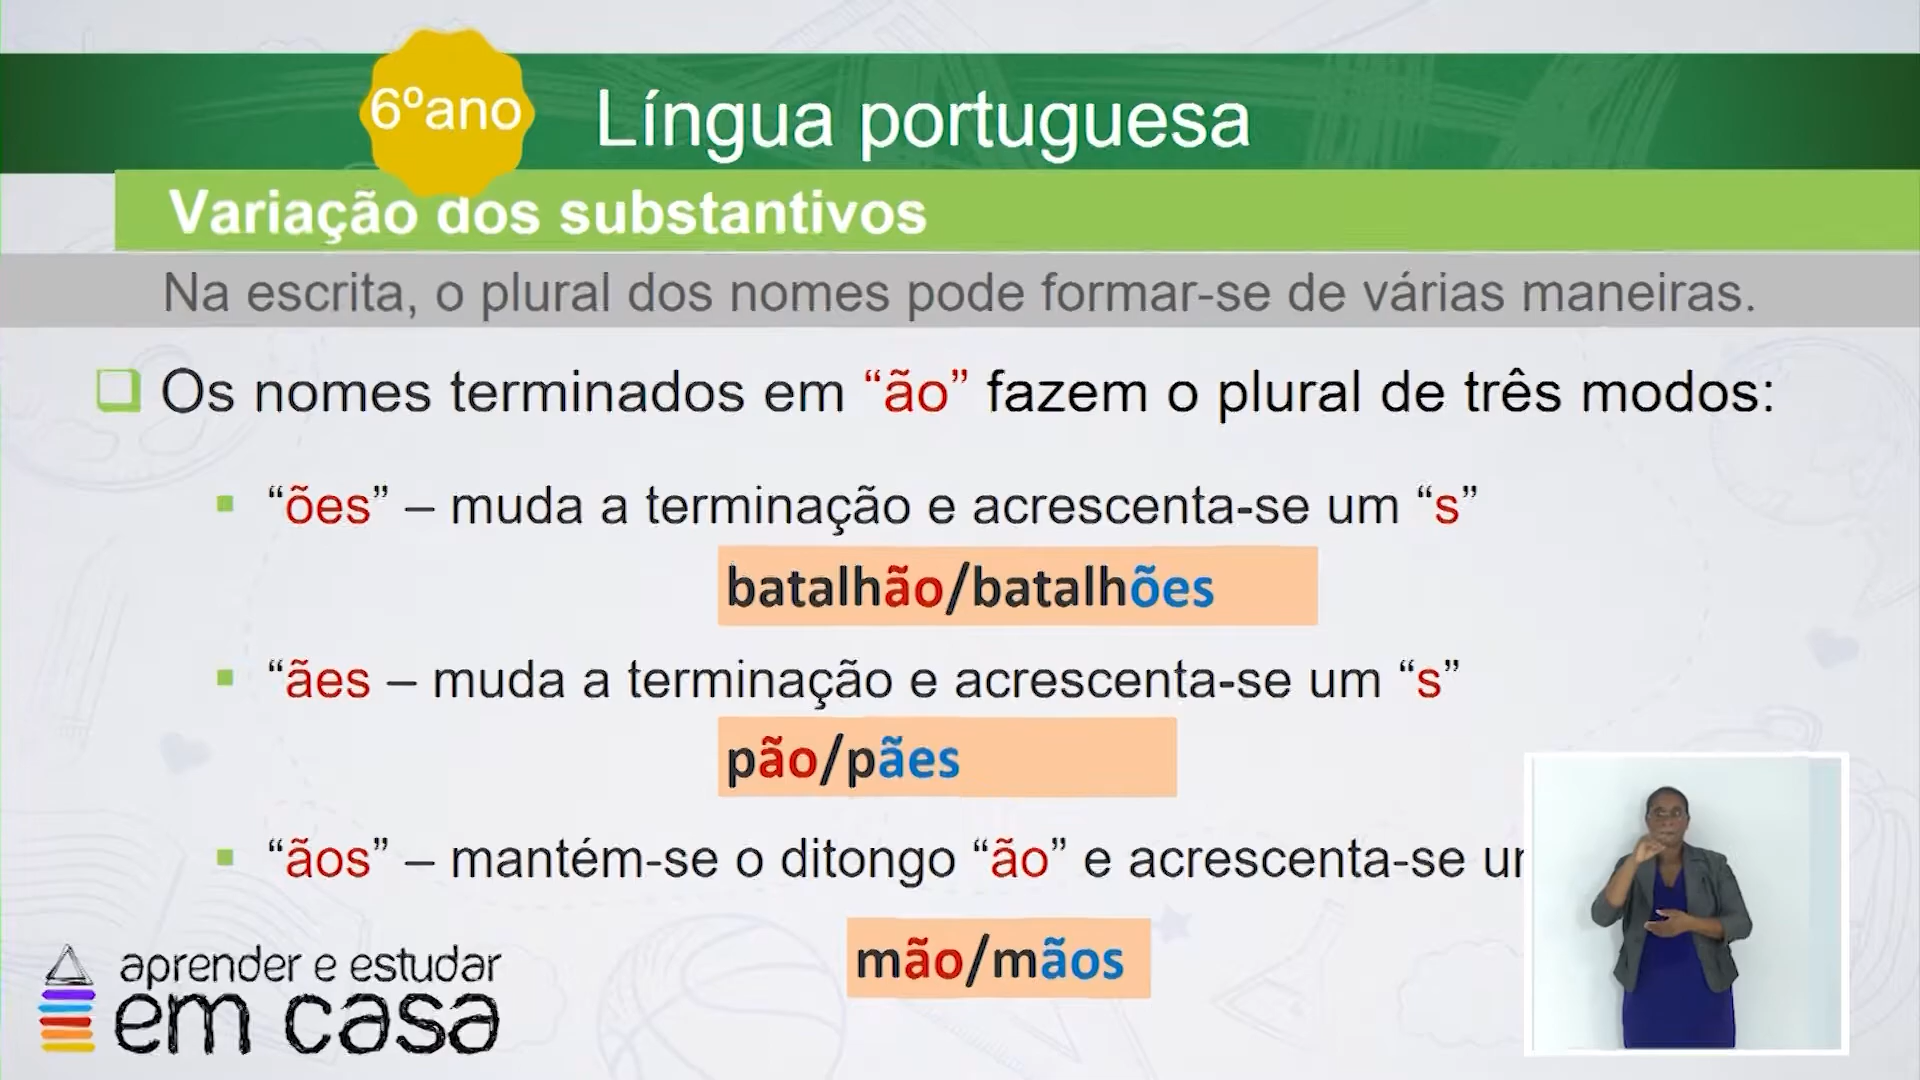 6ºano
Língua portuguesa
Variação dos substantivos
Na escrita, o plural dos nomes pode formar-se de várias maneiras.
Os nomes terminados em “ão” fazem o plural de três modos:
“ões” – muda a terminação e acrescenta-se um “s”
batalhão/batalhões
“ães – muda a terminação e acrescenta-se um “s”
pão/pães
“ãos” – mantém-se o ditongo “ão” e acrescenta-se
mão/mãos
aprender e estudar
em casa